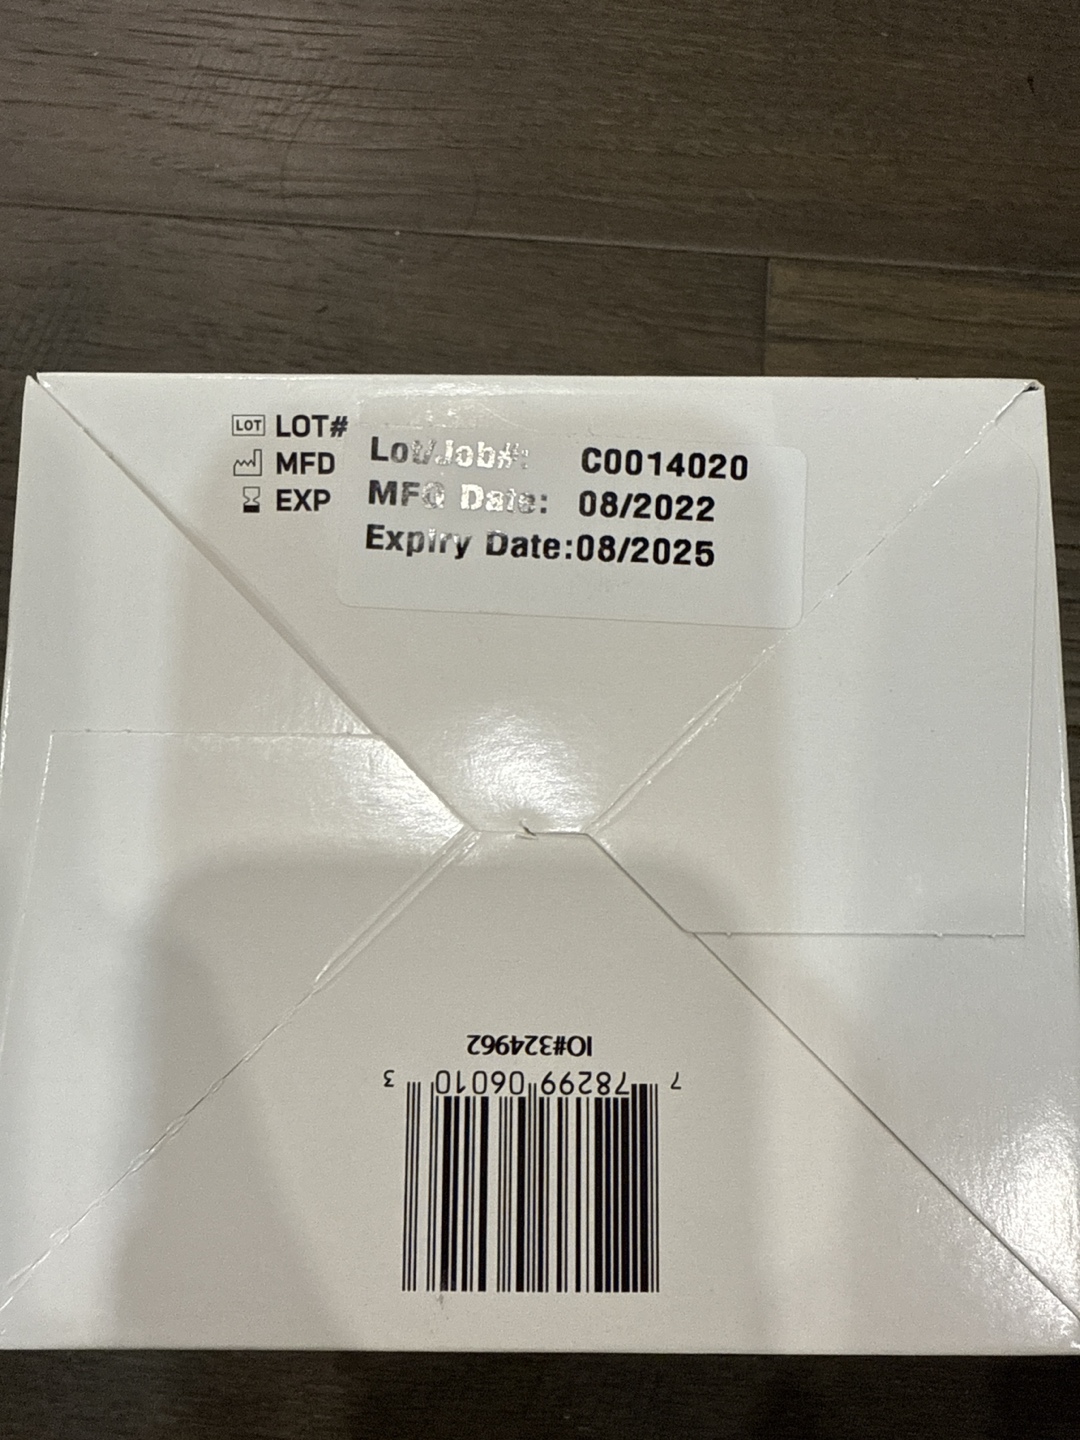 LOT LOT#
MFD
EXP
Lot/Job#: C0014020
MFG Date: 08/2022
Expiry Date:08/2025
IO#324962
7 78299 06010 3